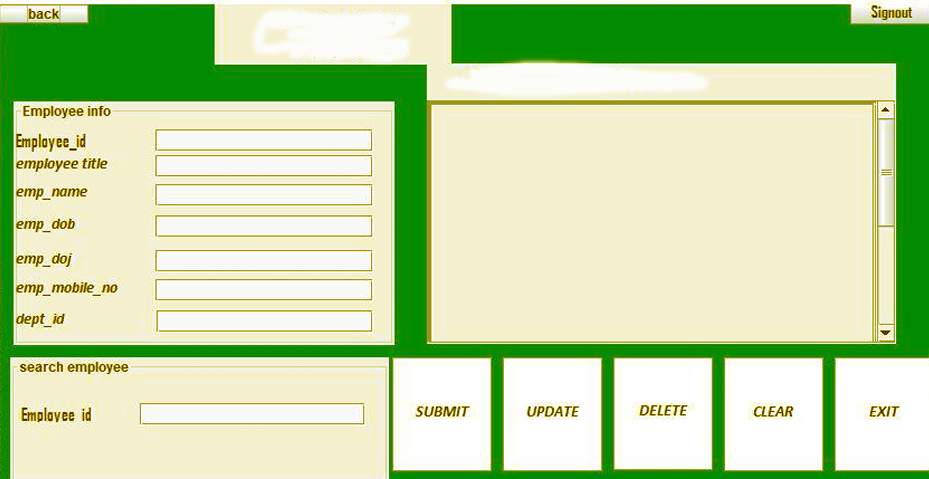 back
Signout
Employee info
Employee_id
employee title
emp_name
emp_dob
emp_doj
emp_mobile_no
dept_id
search employee
Employee id
SUBMIT
UPDATE
DELETE
CLEAR
EXIT